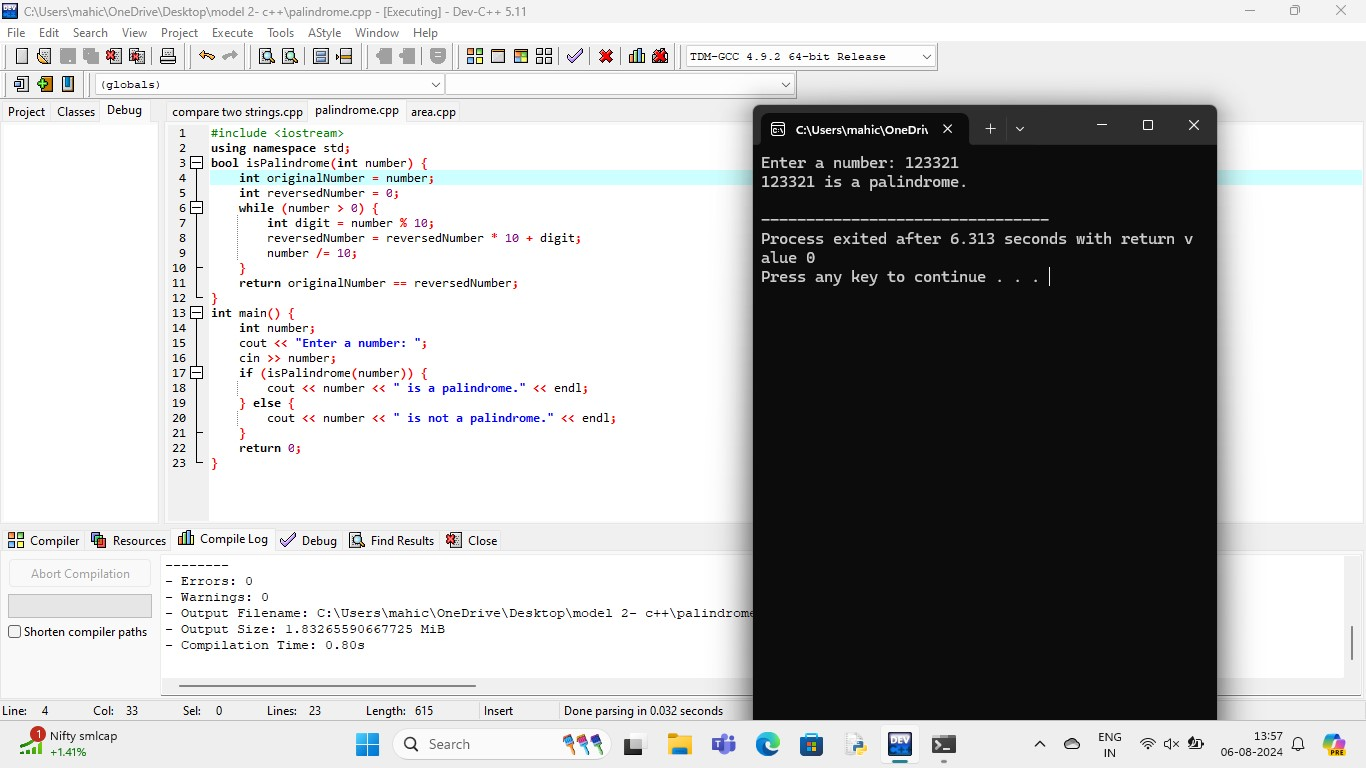 C:\Users\mahic\OneDrive\Desktop\model 2- c++\palindrome.cpp - [Executing] - Dev-C++ 5.11
File Edit Search View Project Execute Tools AStyle Window Help
TDM-GCC 4.9.2 64-bit Release
(globals)
Project Classes Debug
compare two strings.cpp palindrome.cpp area.cpp
1 #include <iostream>
2 using namespace std;
3 bool isPalindrome(int number) {
4 int originalNumber = number;
5 int reversedNumber = 0;
6 while (number > 0) {
7 int digit = number % 10;
8 reversedNumber = reversedNumber * 10 + digit;
9 number /= 10;
10 }
11 return originalNumber == reversedNumber;
12 }
13 int main() {
14 int number;
15 cout << "Enter a number: ";
16 cin >> number;
17 if (isPalindrome(number)) {
18 cout << number << " is a palindrome." << endl;
19 } else {
20 cout << number << " is not a palindrome." << endl;
21 }
22 return 0;
23 }
C:\Users\mahic\OneDri
Enter a number: 123321
123321 is a palindrome.
--------------------------------
Process exited after 6.313 seconds with return v
alue 0
Press any key to continue . . .
Compiler Resources Compile Log Debug Find Results Close
Abort Compilation
Shorten compiler paths
--------
- Errors: 0
- Warnings: 0
- Output Filename: C:\Users\mahic\OneDrive\Desktop\model 2- c++\palindrome
- Output Size: 1.83265590667725 MiB
- Compilation Time: 0.80s
Line: 4 Col: 33 Sel: 0 Lines: 23 Length: 615 Insert Done parsing in 0.032 seconds
1
Nifty smlcap
+1.41%
Search
DEV
ENG
IN
13:57
06-08-2024
PRE